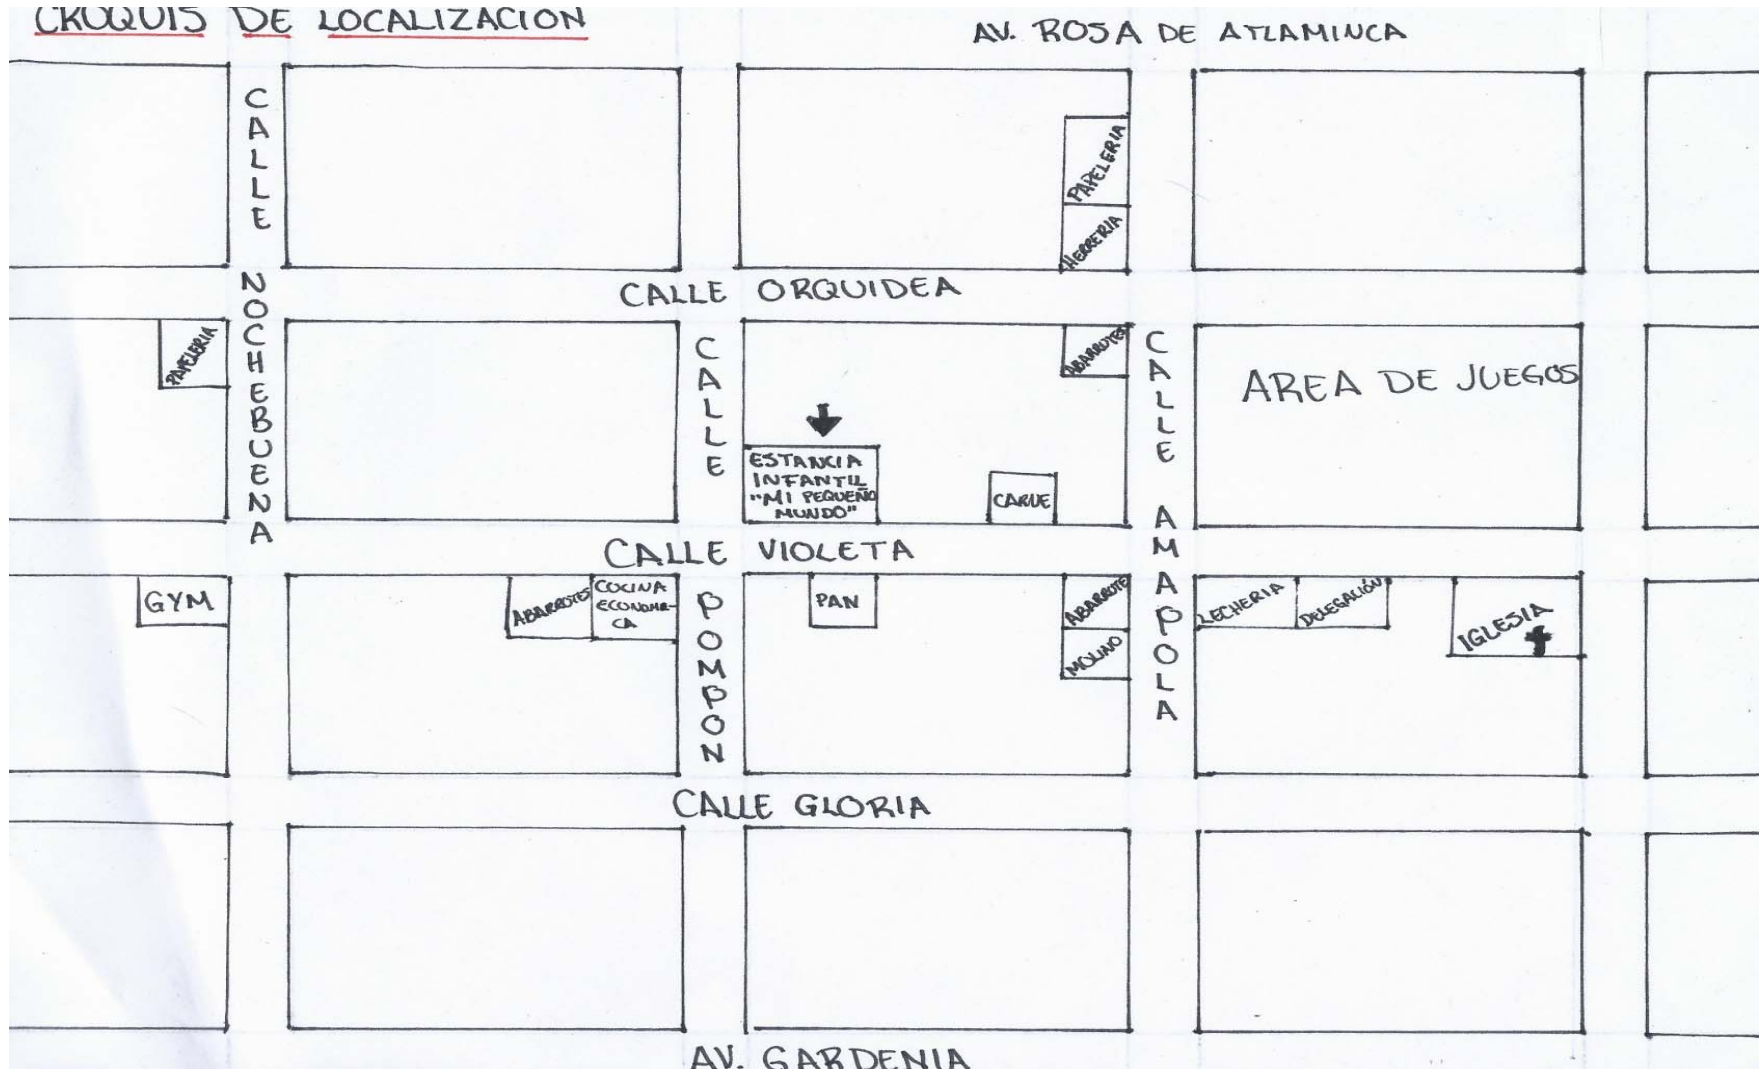 CROQUIS DE LOCALIZACION
AV. ROSA DE ATLAMINCA
CALLE NOCHEBUENA
PAPELERIA
HERRERIA
CALLE ORQUIDEA
PAPELERIA
CALLE POMPON
ABARROTES
CALLE AMAPOLA
AREA DE JUEGOS
ESTANCIA
INFANTIL
"MI PEQUEÑO
MUNDO"
CARNE
CALLE VIOLETA
GYM
ABARROTES
COCINA
ECONOMI-
CA
PAN
ABARROTE
MOLINO
LECHERIA
DELEGACIÓN
IGLESIA
CALLE GLORIA
AV. GARDENIA